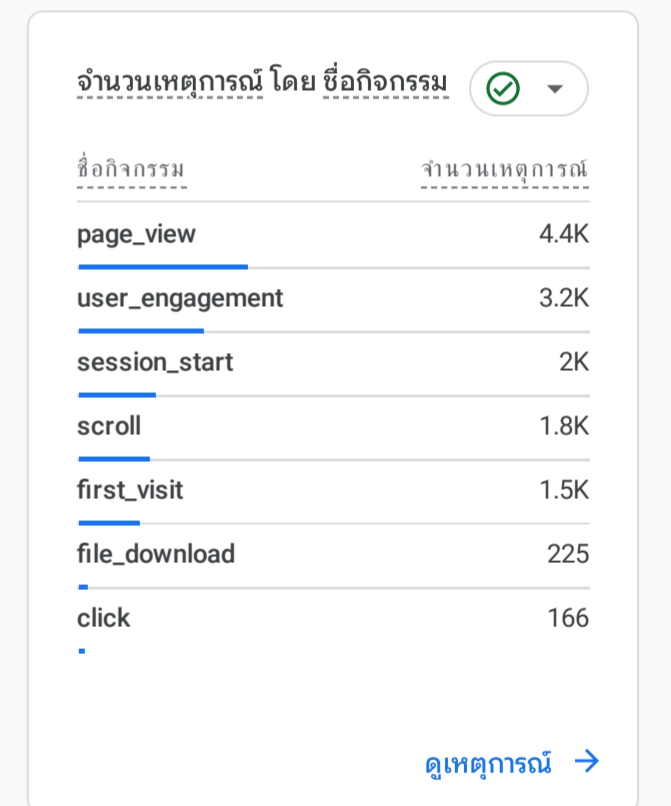 จำนวนเหตุการณ์ โดย ชื่อกิจกรรม
ชื่อกิจกรรม จำนวนเหตุการณ์
page_view 4.4K
user_engagement 3.2K
session_start 2K
scroll 1.8K
first_visit 1.5K
file_download 225
click 166
ดูเหตุการณ์